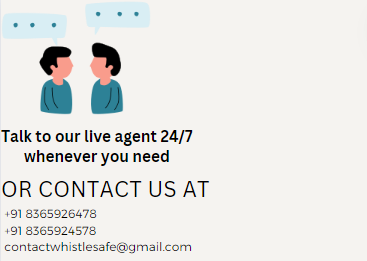 Talk to our live agent 24/7
whenever you need
OR CONTACT US AT
+91 8365926478
+91 8365924578
contactwhistlesafe@gmail.com